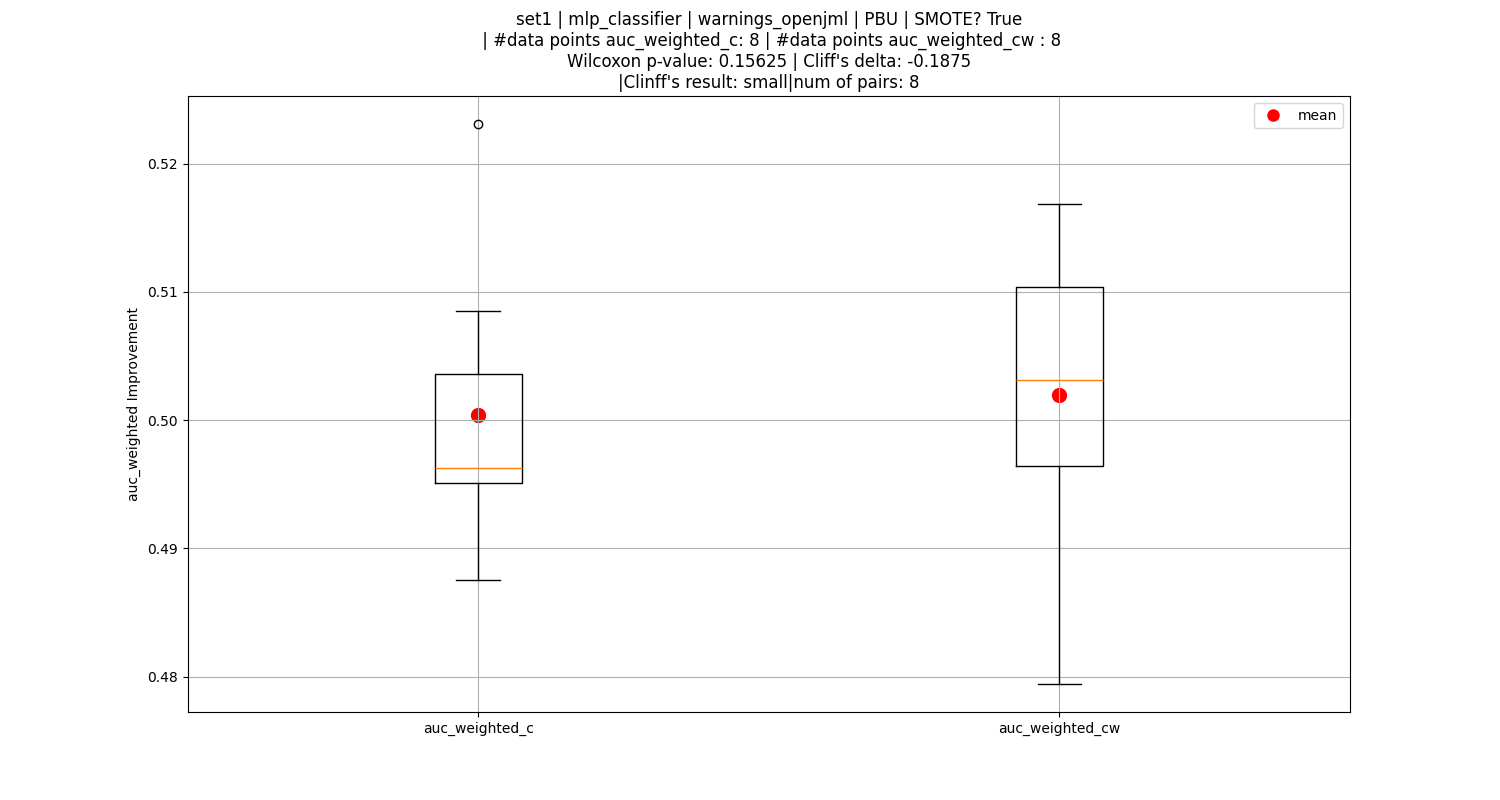 set1 | mlp_classifier | warnings_openjml | PBU | SMOTE? True
| #data points auc_weighted_c: 8 | #data points auc_weighted_cw : 8
Wilcoxon p-value: 0.15625 | Cliff's delta: -0.1875
|Clinff's result: small|num of pairs: 8
mean
0.52
0.51
0.50
0.49
0.48
auc_weighted Improvement
auc_weighted_c
auc_weighted_cw